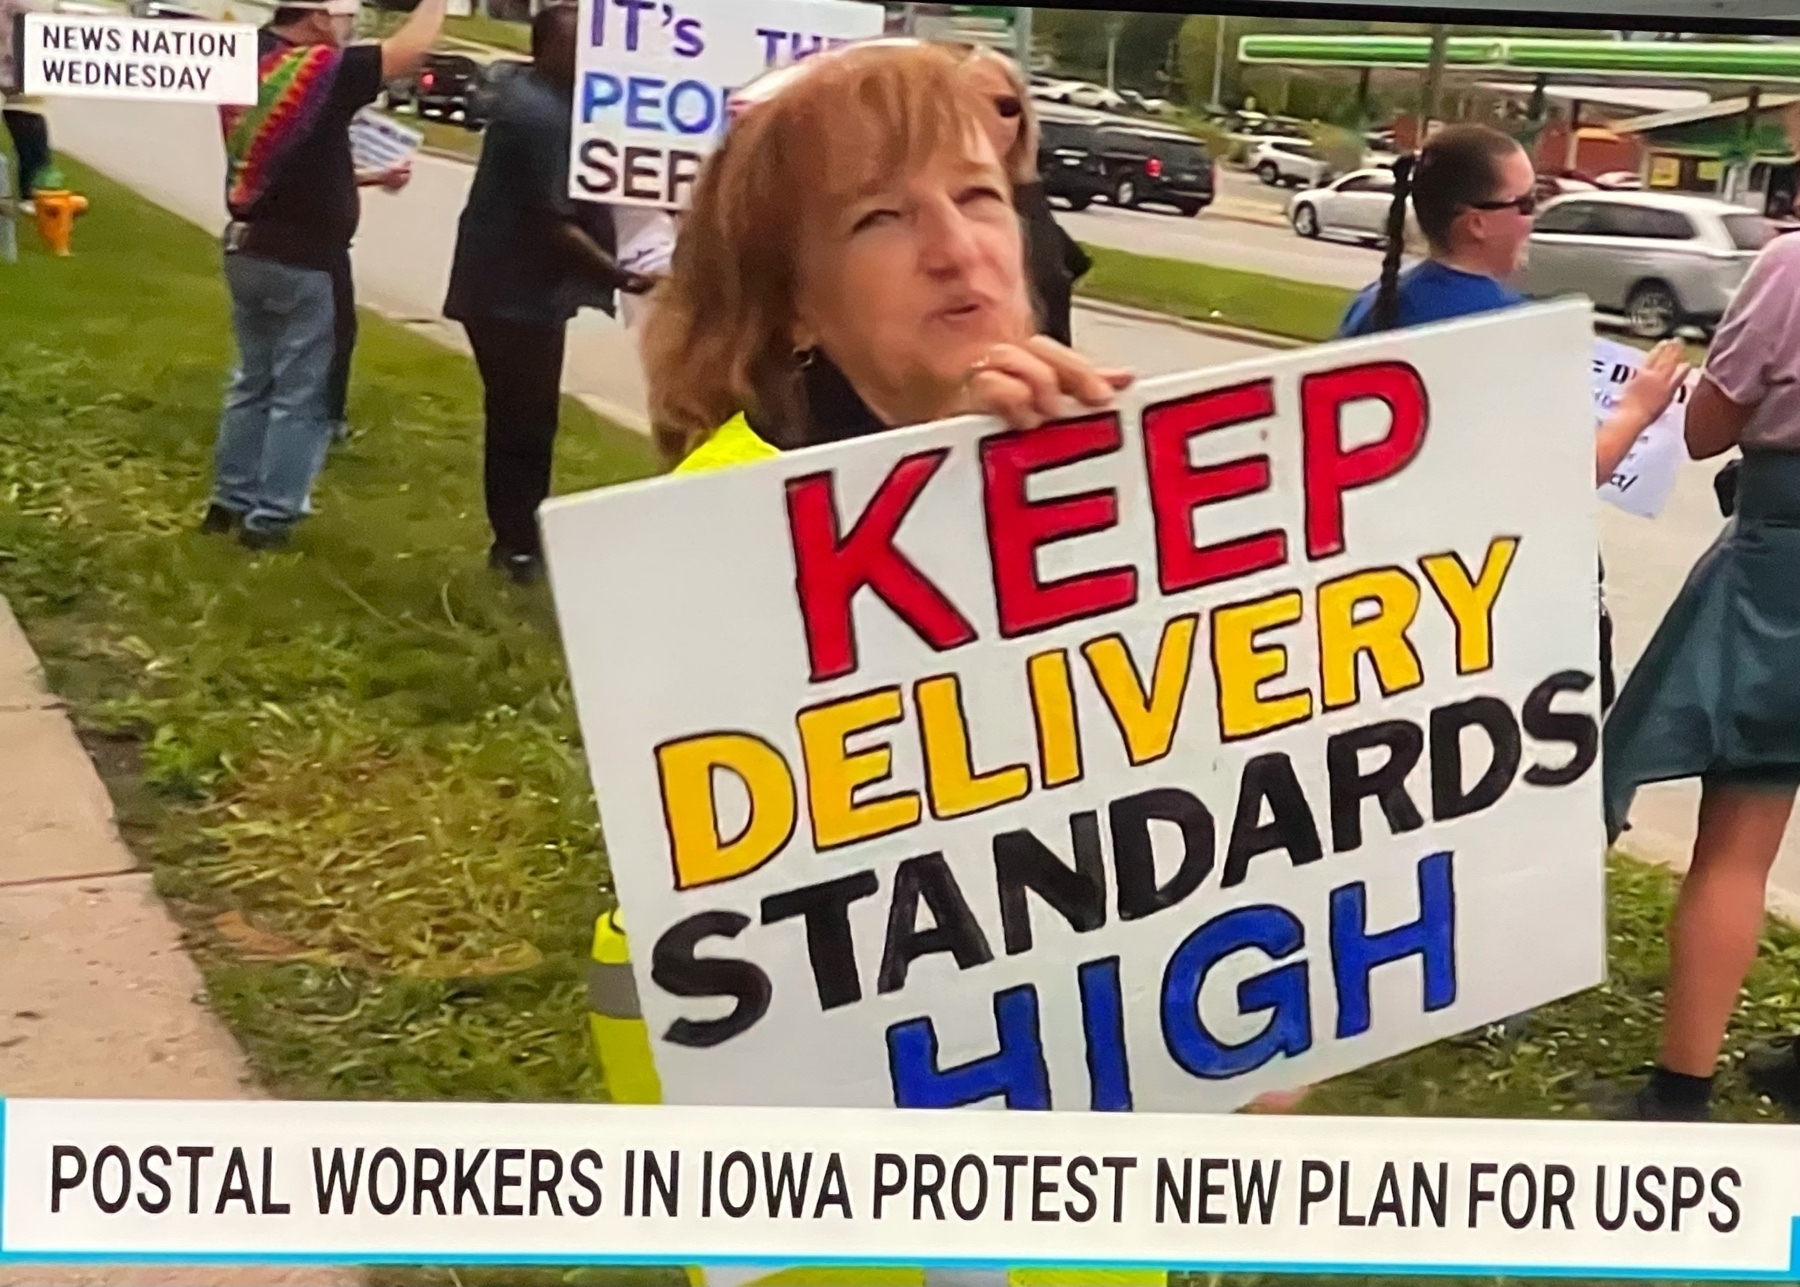 NEWS NATION
WEDNESDAY
IT's THE
PEO
SER
KEEP
DELIVERY
STANDARDS
HIGH
POSTAL WORKERS IN IOWA PROTEST NEW PLAN FOR USPS